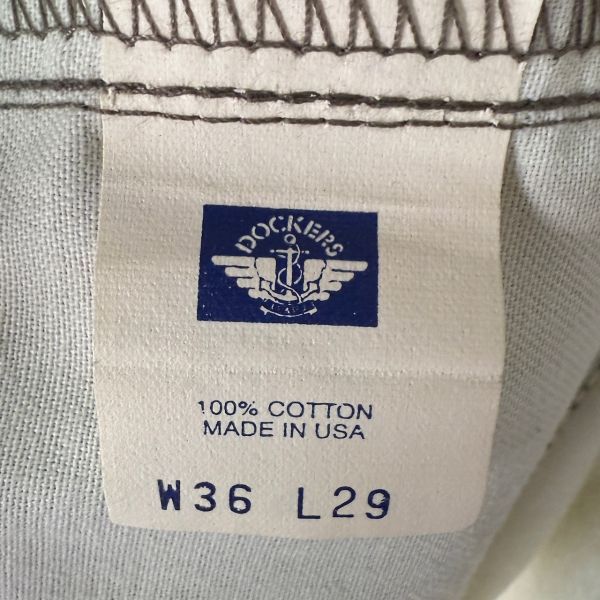 DOCKERS
100% COTTON
MADE IN USA
W36 L29